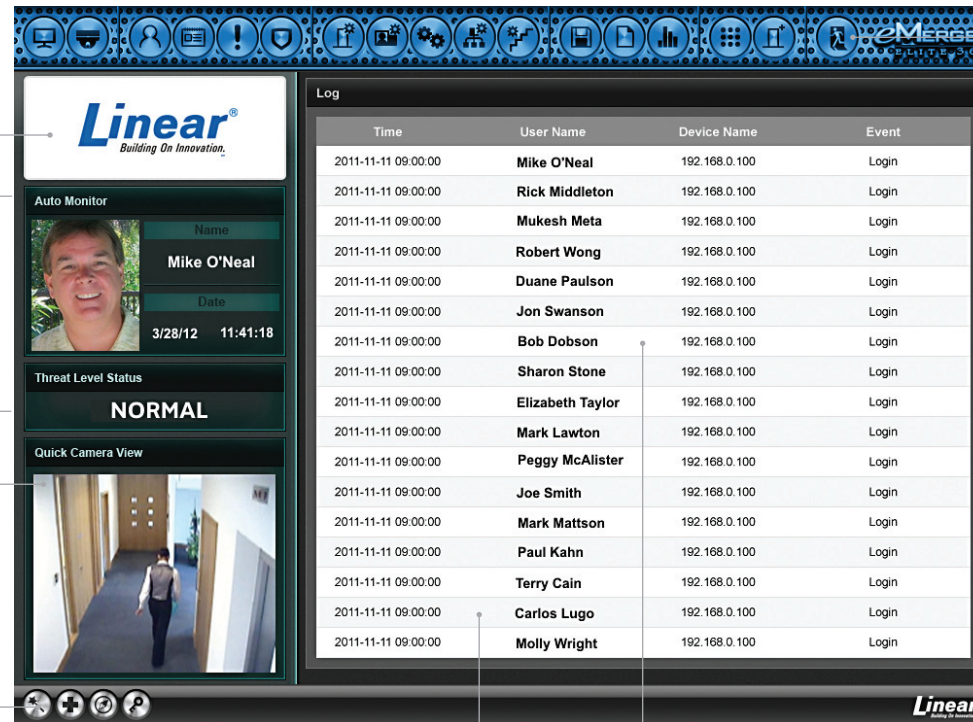 eMERGE
Linear®
Building On Innovation.™
Auto Monitor
Name
Mike O'Neal
Date
3/28/12 11:41:18
Threat Level Status
NORMAL
Quick Camera View
Log
Time User Name Device Name Event
2011-11-11 09:00:00 Mike O'Neal 192.168.0.100 Login
2011-11-11 09:00:00 Rick Middleton 192.168.0.100 Login
2011-11-11 09:00:00 Mukesh Meta 192.168.0.100 Login
2011-11-11 09:00:00 Robert Wong 192.168.0.100 Login
2011-11-11 09:00:00 Duane Paulson 192.168.0.100 Login
2011-11-11 09:00:00 Jon Swanson 192.168.0.100 Login
2011-11-11 09:00:00 Bob Dobson 192.168.0.100 Login
2011-11-11 09:00:00 Sharon Stone 192.168.0.100 Login
2011-11-11 09:00:00 Elizabeth Taylor 192.168.0.100 Login
2011-11-11 09:00:00 Mark Lawton 192.168.0.100 Login
2011-11-11 09:00:00 Peggy McAlister 192.168.0.100 Login
2011-11-11 09:00:00 Joe Smith 192.168.0.100 Login
2011-11-11 09:00:00 Mark Mattson 192.168.0.100 Login
2011-11-11 09:00:00 Paul Kahn 192.168.0.100 Login
2011-11-11 09:00:00 Terry Cain 192.168.0.100 Login
2011-11-11 09:00:00 Carlos Lugo 192.168.0.100 Login
2011-11-11 09:00:00 Molly Wright 192.168.0.100 Login
Linear